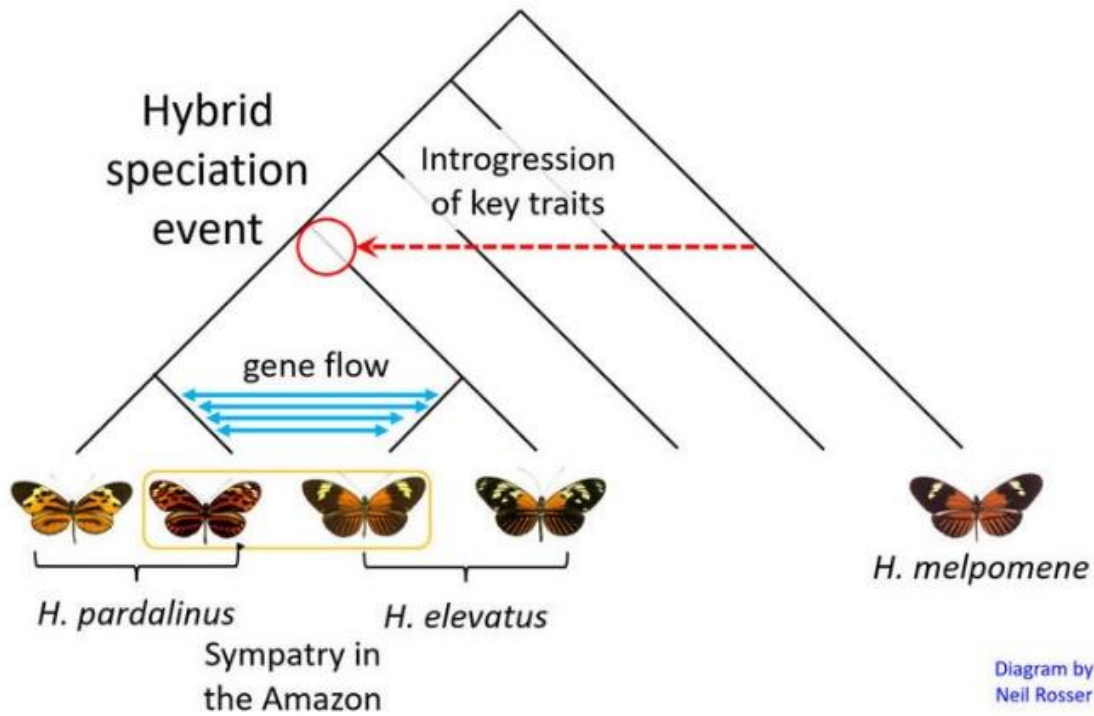 Hybrid
speciation
event
Introgression
of key traits
gene flow
H. pardalinus
H. elevatus
H. melpomene
Sympatry in
the Amazon
Diagram by
Neil Rosser